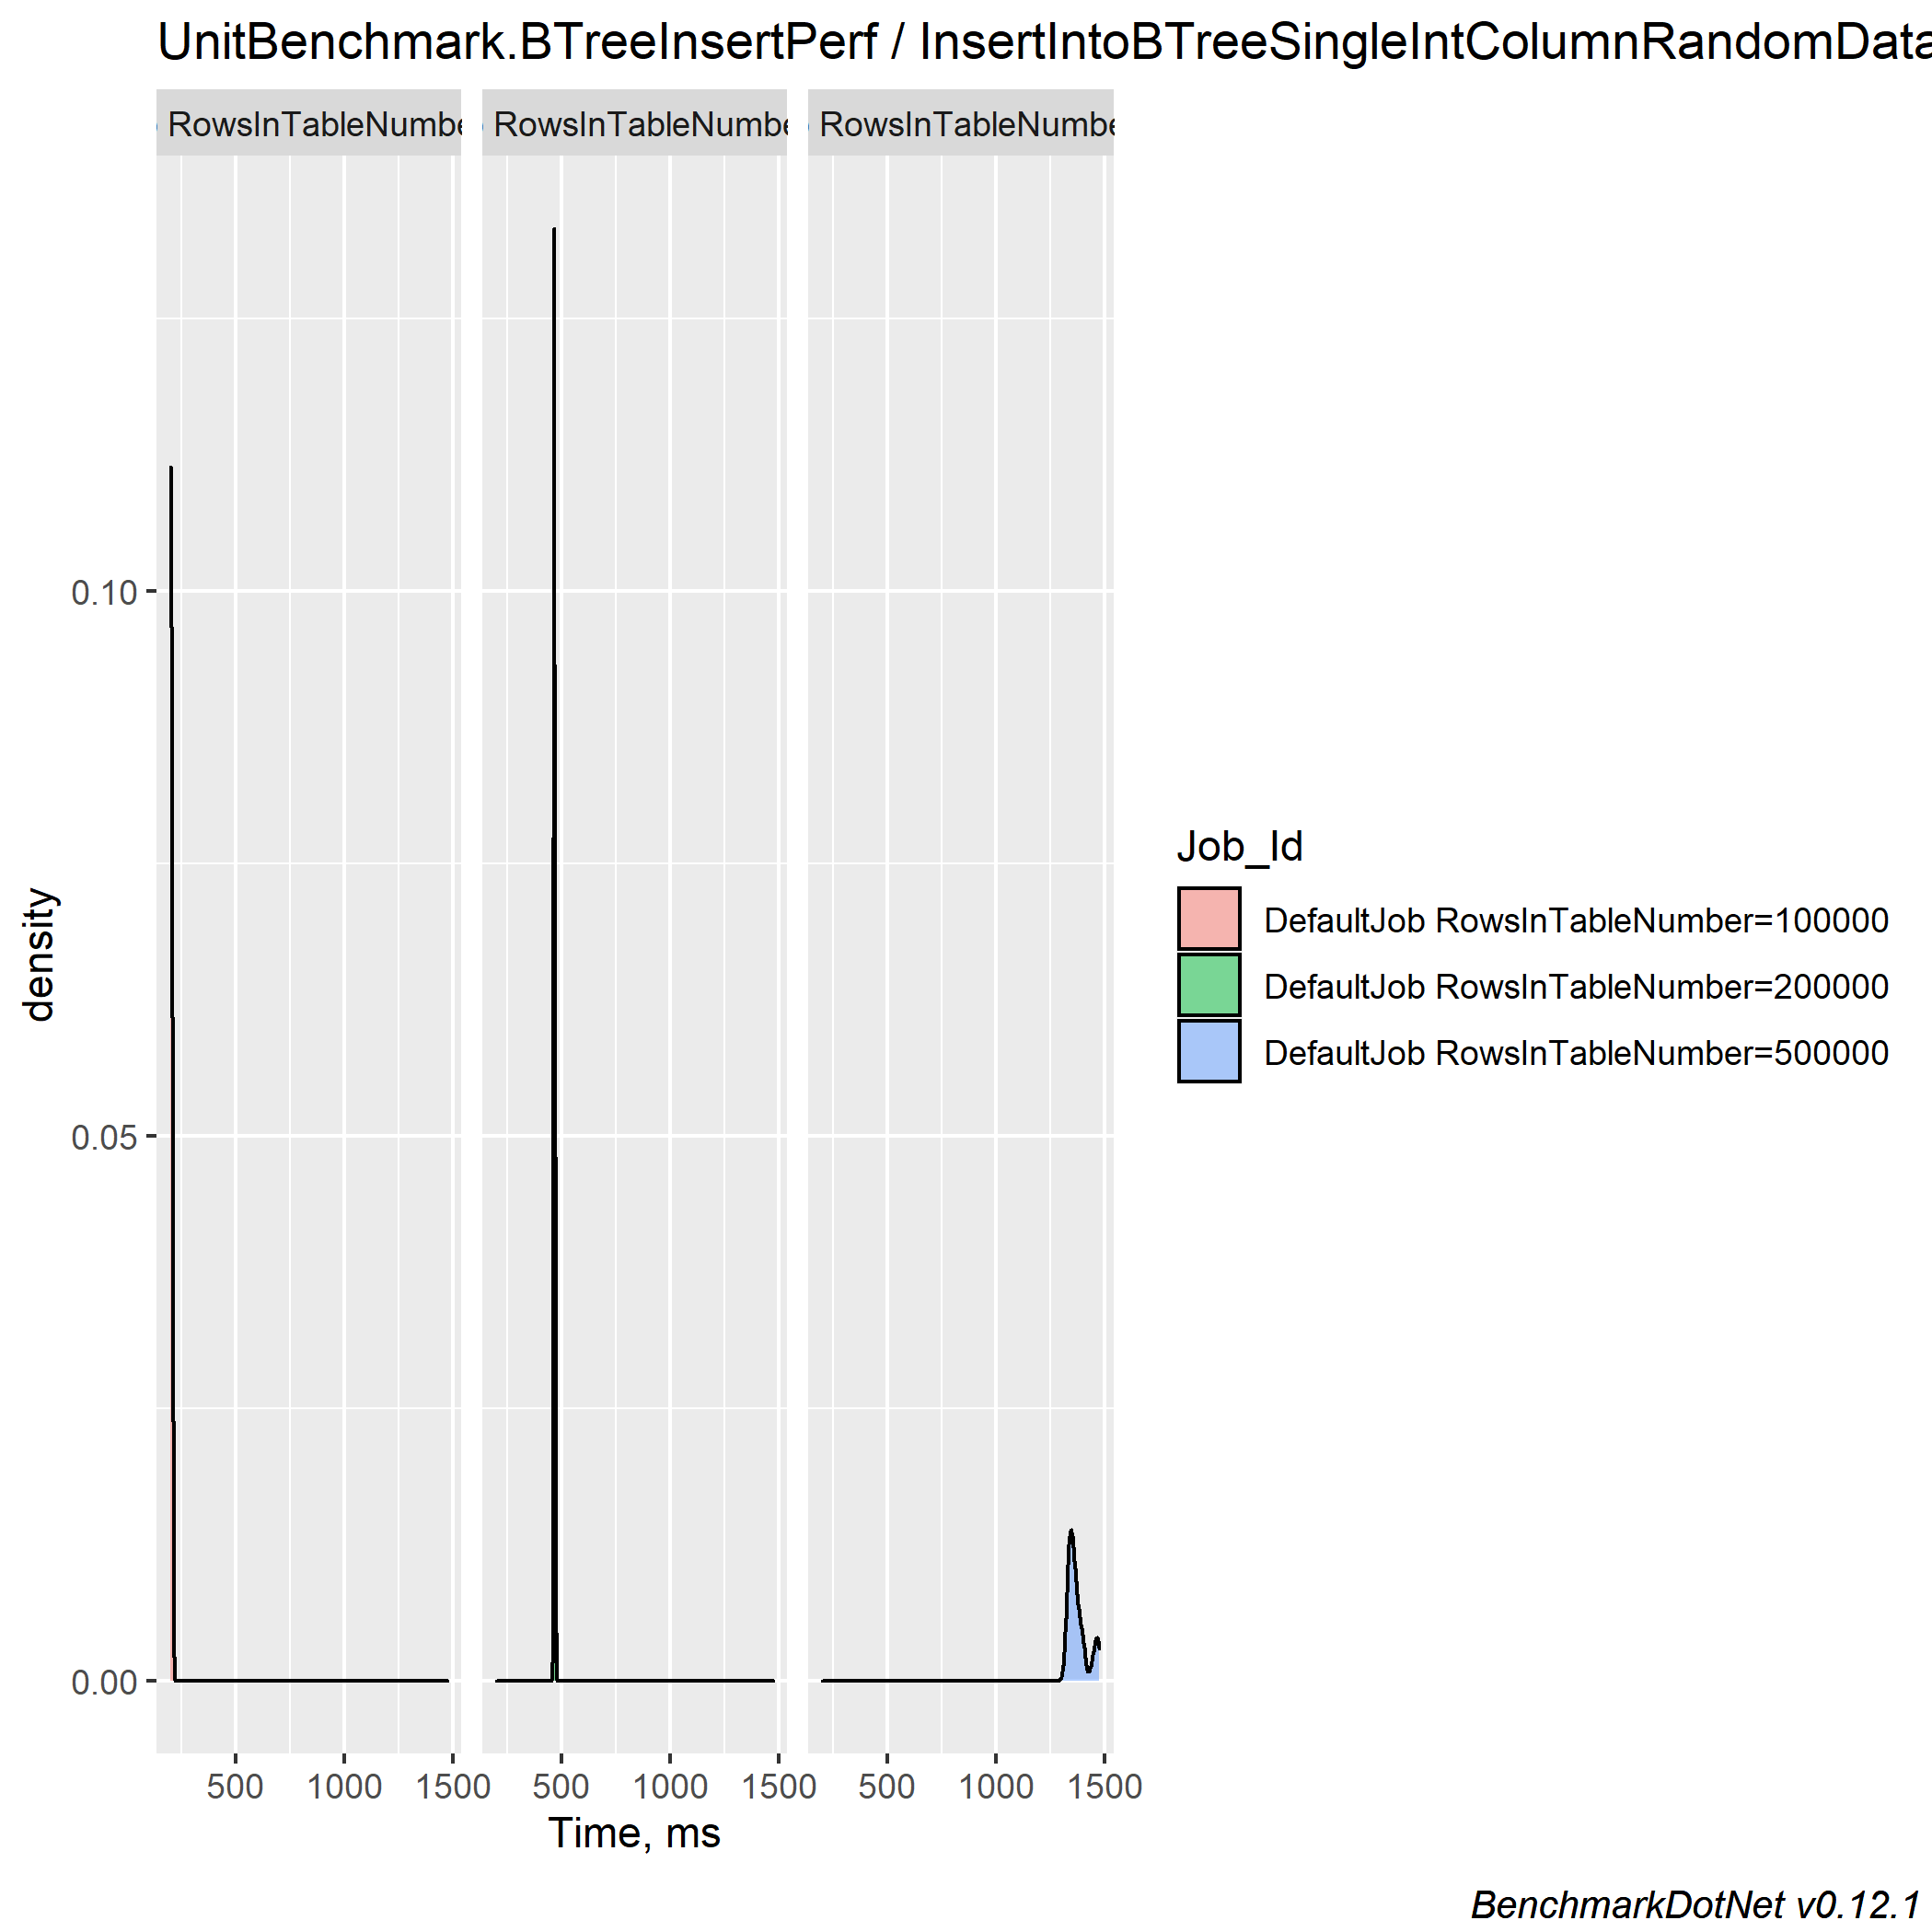 UnitBenchmark.BTreeInsertPerf / InsertIntoBTreeSingleIntColumnRandomData
RowsInTableNumbe RowsInTableNumbe RowsInTableNumbe
0.10
0.05
0.00
density
500 1000 1500 500 1000 1500 500 1000 1500
Time, ms
Job_Id
DefaultJob RowsInTableNumber=100000
DefaultJob RowsInTableNumber=200000
DefaultJob RowsInTableNumber=500000
BenchmarkDotNet v0.12.1